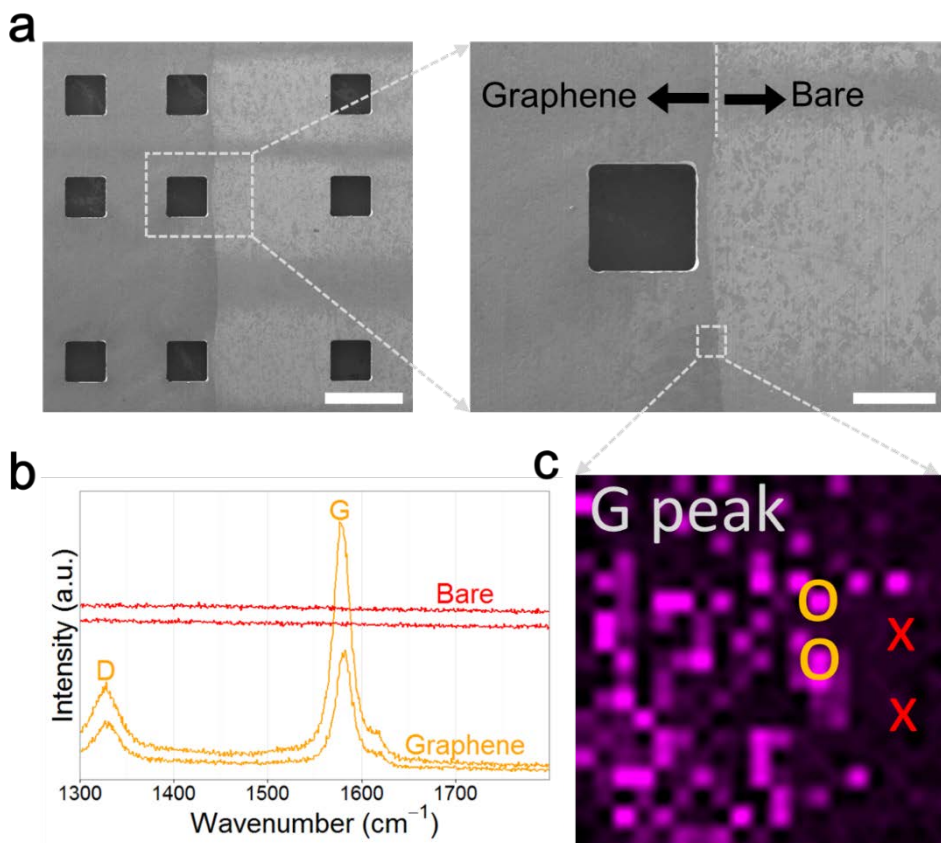 a
Graphene
Bare
b
Intensity (a.u.)
D
G
Bare
Graphene
1300
1400
1500
1600
1700
Wavenumber (cm⁻¹)
c
G peak
O
O
X
X